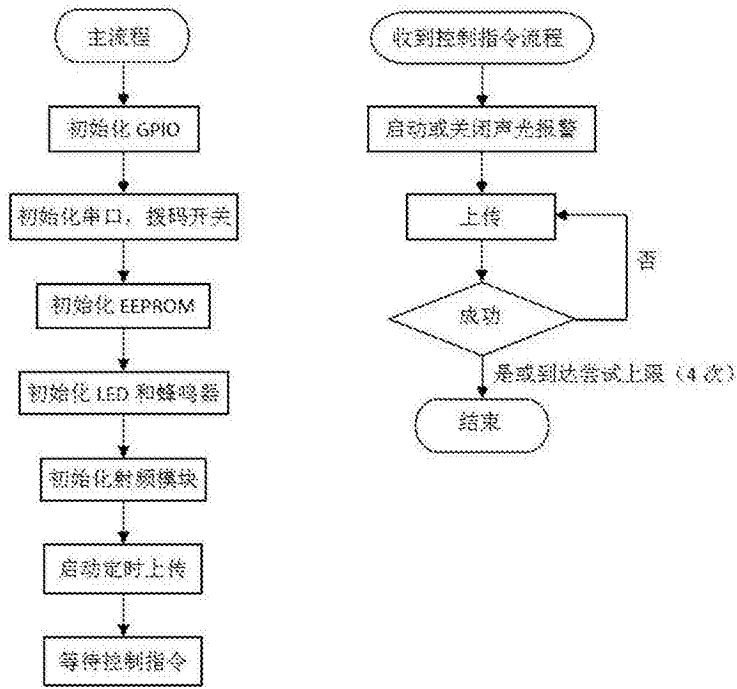 主流程
初始化 GPIO
初始化串口，拨码开关
初始化 EEPROM
初始化 LED 和蜂鸣器
初始化射频模块
启动定时上传
等待控制指令
收到控制指令流程
启动或关闭声光报警
上传
否
成功
是或到达尝试上限（4 次）
结束